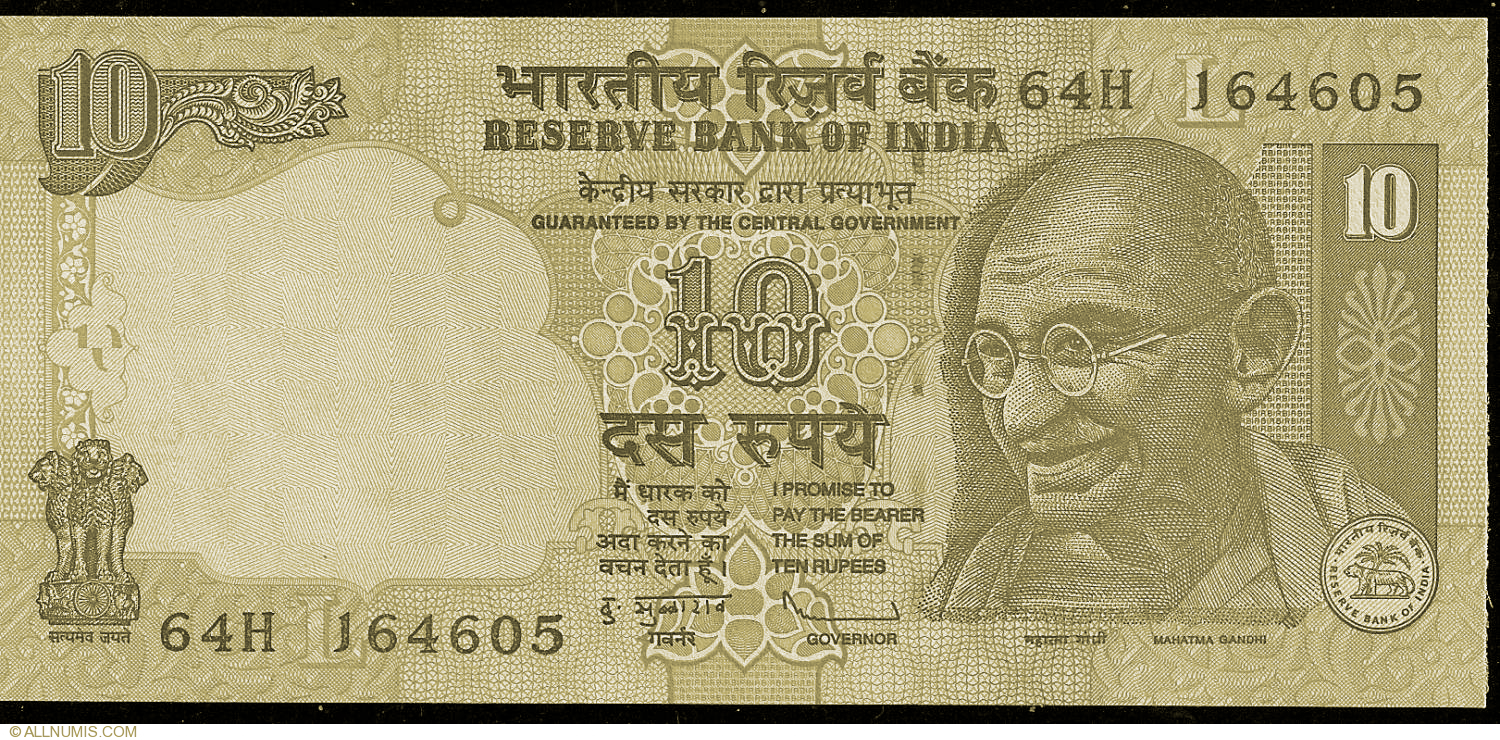 10
भारतीय रिज़र्व बैंक
64H 164605
RESERVE BANK OF INDIA
केन्द्रीय सरकार द्वारा प्रत्याभूत
GUARANTEED BY THE CENTRAL GOVERNMENT
10
10
L
दस रुपये
मैं धारक को
दस रुपये
अदा करने का
वचन देता हूँ ।
I PROMISE TO
PAY THE BEARER
THE SUM OF
TEN RUPEES
गवर्नर
GOVERNOR
महात्मा गांधी
MAHATMA GANDHI
भारतीय रिज़र्व बैंक
RESERVE BANK OF INDIA
सत्यमेव जयते
64H 164605
L
© ALLNUMIS.COM